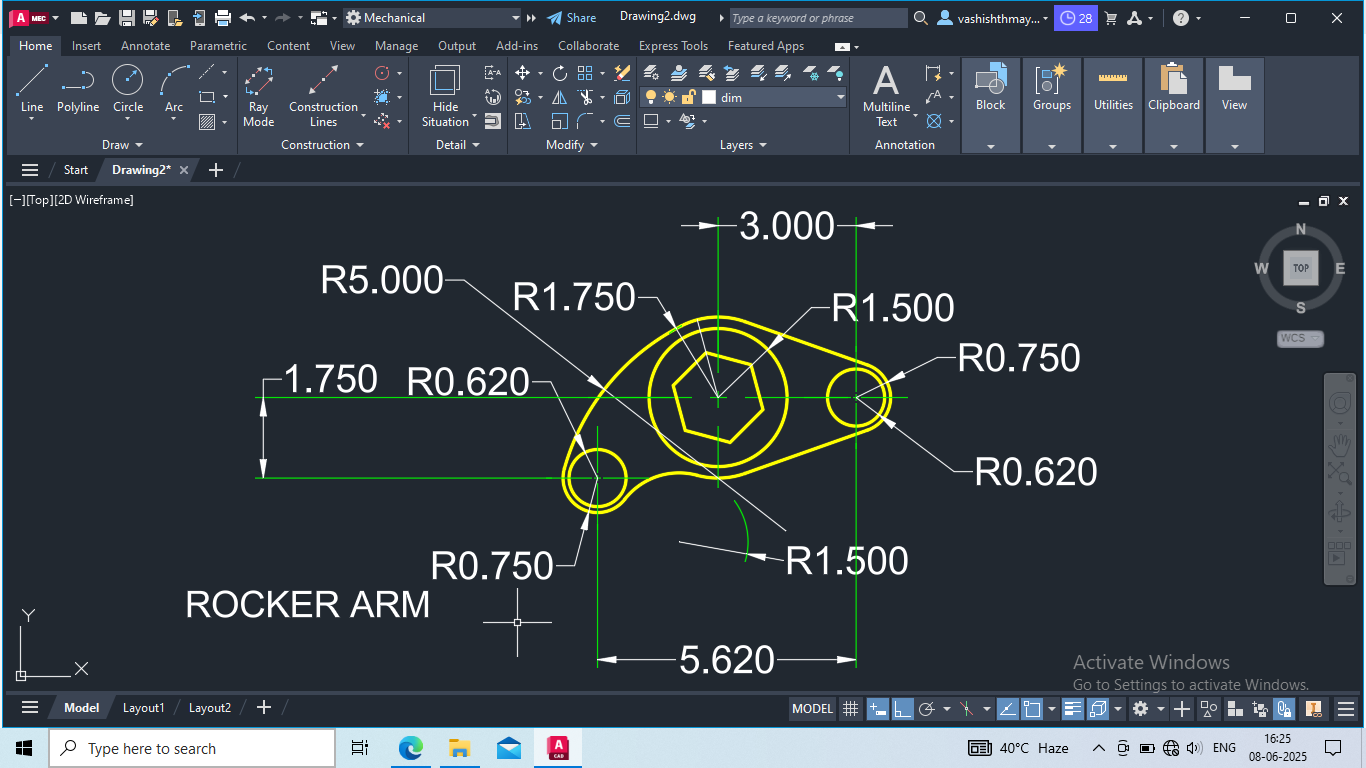 A MEC Mechanical Share Drawing2.dwg Type a keyword or phrase vashishthmay... 28
Home Insert Annotate Parametric Content View Manage Output Add-ins Collaborate Express Tools Featured Apps
Line Polyline Circle Arc Ray Mode Construction Lines Hide Situation dim Multiline Text Block Groups Utilities Clipboard View
Draw Construction Detail Modify Layers Annotation
Start Drawing2* +
[−][Top][2D Wireframe]
3.000
R5.000
R1.750
R1.500
R0.750
1.750
R0.620
R0.620
R0.750
R1.500
ROCKER ARM
5.620
N
W TOP E
S
WCS
Y
X
Activate Windows
Go to Settings to activate Windows.
Model Layout1 Layout2 + MODEL
Type here to search A CAD 40°C Haze ENG 16:25
08-06-2025